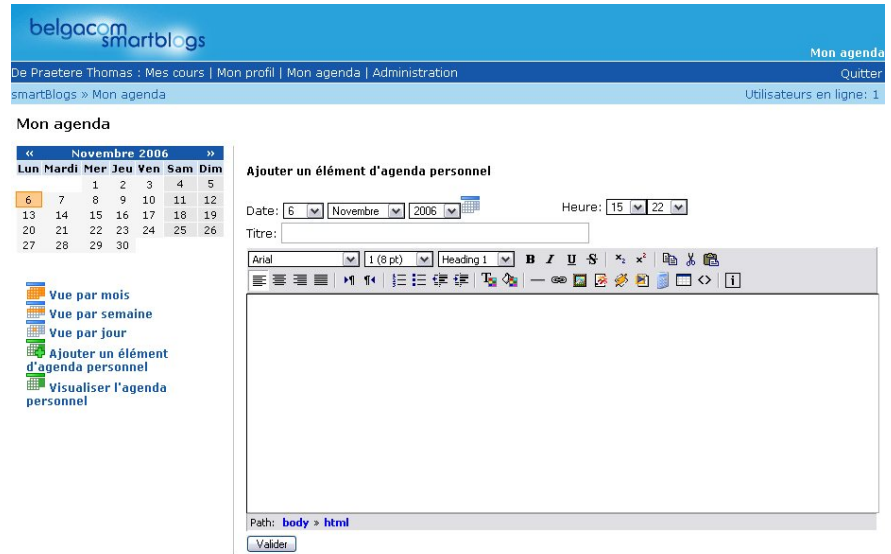 belgacom
smartblogs
Mon agenda
De Praetere Thomas : Mes cours | Mon profil | Mon agenda | Administration
Quitter
smartBlogs » Mon agenda
Utilisateurs en ligne: 1
Mon agenda
« Novembre 2006 »
Lun Mardi Mer Jeu Ven Sam Dim
1 2 3 4 5
6 7 8 9 10 11 12
13 14 15 16 17 18 19
20 21 22 23 24 25 26
27 28 29 30
Vue par mois
Vue par semaine
Vue par jour
Ajouter un élément
d'agenda personnel
Visualiser l'agenda
personnel
Ajouter un élément d'agenda personnel
Date: 6 Novembre 2006 Heure: 15 22
Titre:
Arial 1 (8 pt) Heading 1 B I U S x₂ x²
Path: body » html
Valider